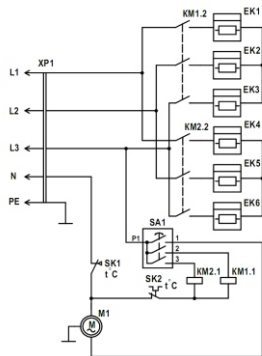 KM1.2
EK1
XP1
EK2
L1
EK3
L2
KM2.2
EK4
L3
EK5
N
EK6
PE
SA1
P1
1
2
3
SK1
t°C
SK2
t°C
KM2.1
KM1.1
M1
M